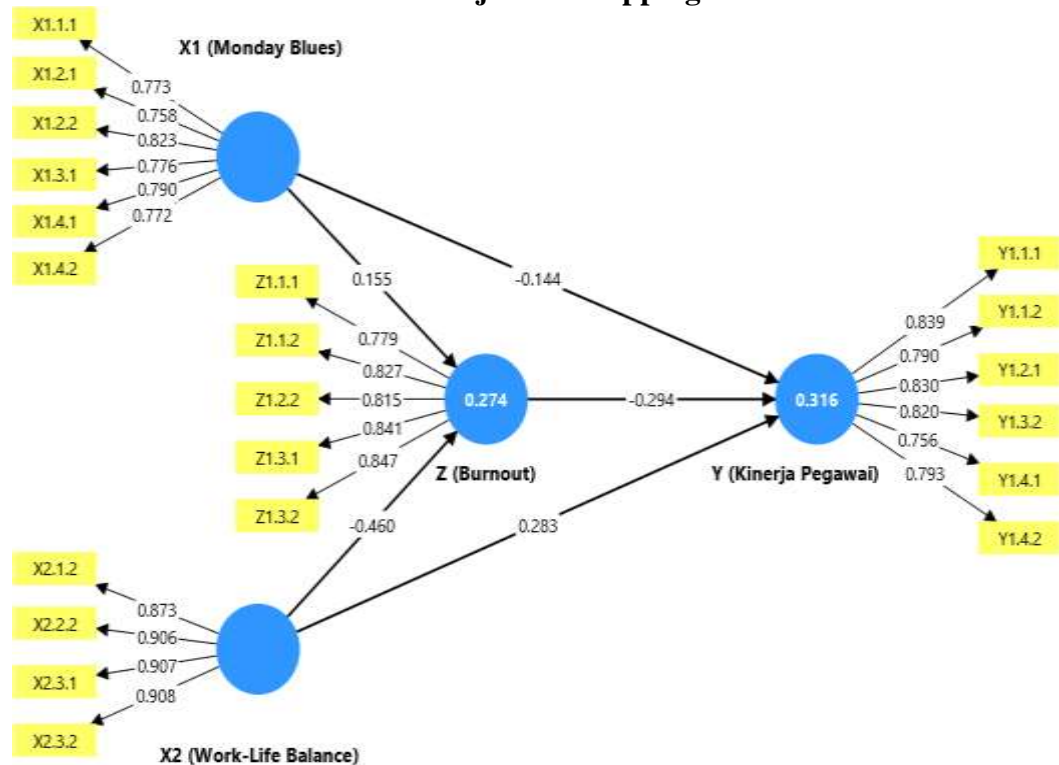 X1.1.1
X1 (Monday Blues)
X1.2.1
0.773
0.758
X1.2.2
0.823
X1.3.1
0.776
0.790
X1.4.1
0.772
X1.4.2
0.155
-0.144
Z1.1.1
0.779
Z1.1.2
0.827
Z1.2.2
0.815
0.274
Z1.3.1
0.841
0.847
Z1.3.2
Z (Burnout)
-0.294
0.316
Y (Kinerja Pegawai)
Y1.1.1
0.839
Y1.1.2
0.790
Y1.2.1
0.830
0.820
Y1.3.2
0.756
Y1.4.1
0.793
Y1.4.2
-0.460
0.283
X2.1.2
0.873
X2.2.2
0.906
X2.3.1
0.907
0.908
X2.3.2
X2 (Work-Life Balance)